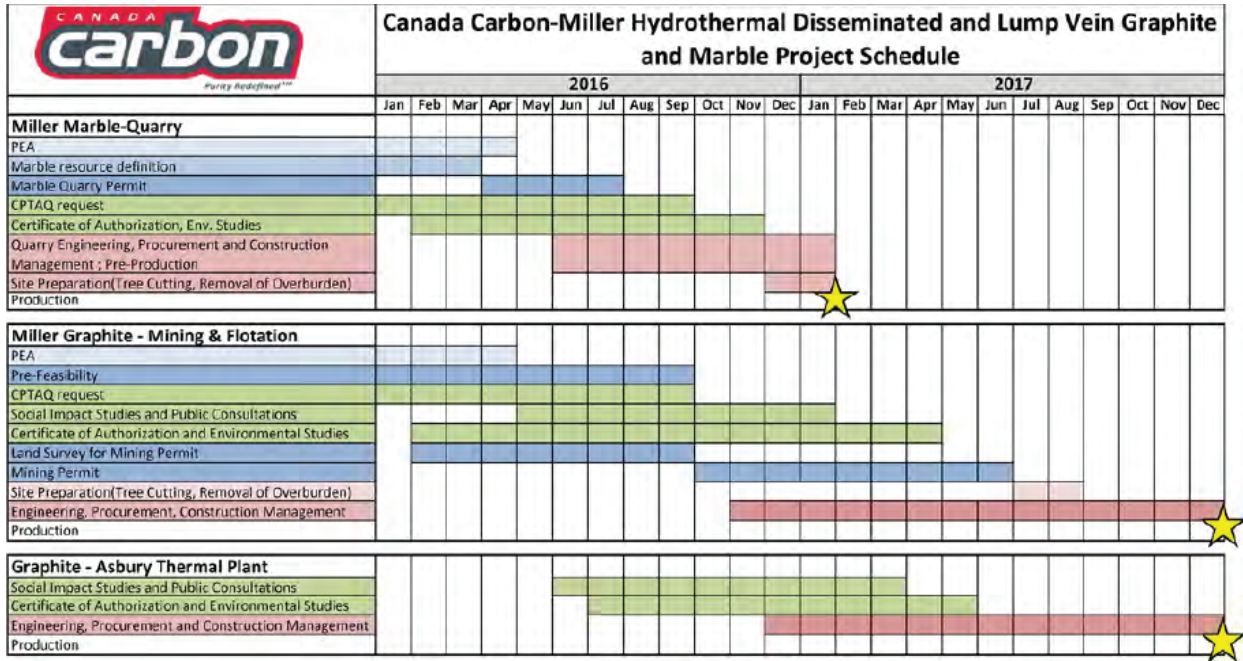 CANADA
carbon
Purity Redefined™
Canada Carbon-Miller Hydrothermal Disseminated and Lump Vein Graphite
and Marble Project Schedule
2016 2017
Jan Feb Mar Apr May Jun Jul Aug Sep Oct Nov Dec Jan Feb Mar Apr May Jun Jul Aug Sep Oct Nov Dec
Miller Marble-Quarry
PEA
Marble resource definition
Marble Quarry Permit
CPTAQ request
Certificate of Authorization, Env. Studies
Quarry Engineering, Procurement and Construction
Management ; Pre-Production
Site Preparation(Tree Cutting, Removal of Overburden)
Production
Miller Graphite - Mining & Flotation
PEA
Pre-Feasibility
CPTAQ request
Social Impact Studies and Public Consultations
Certificate of Authorization and Environmental Studies
Land Survey for Mining Permit
Mining Permit
Site Preparation(Tree Cutting, Removal of Overburden)
Engineering, Procurement, Construction Management
Production
Graphite - Asbury Thermal Plant
Social Impact Studies and Public Consultations
Certificate of Authorization and Environmental Studies
Engineering, Procurement and Construction Management
Production